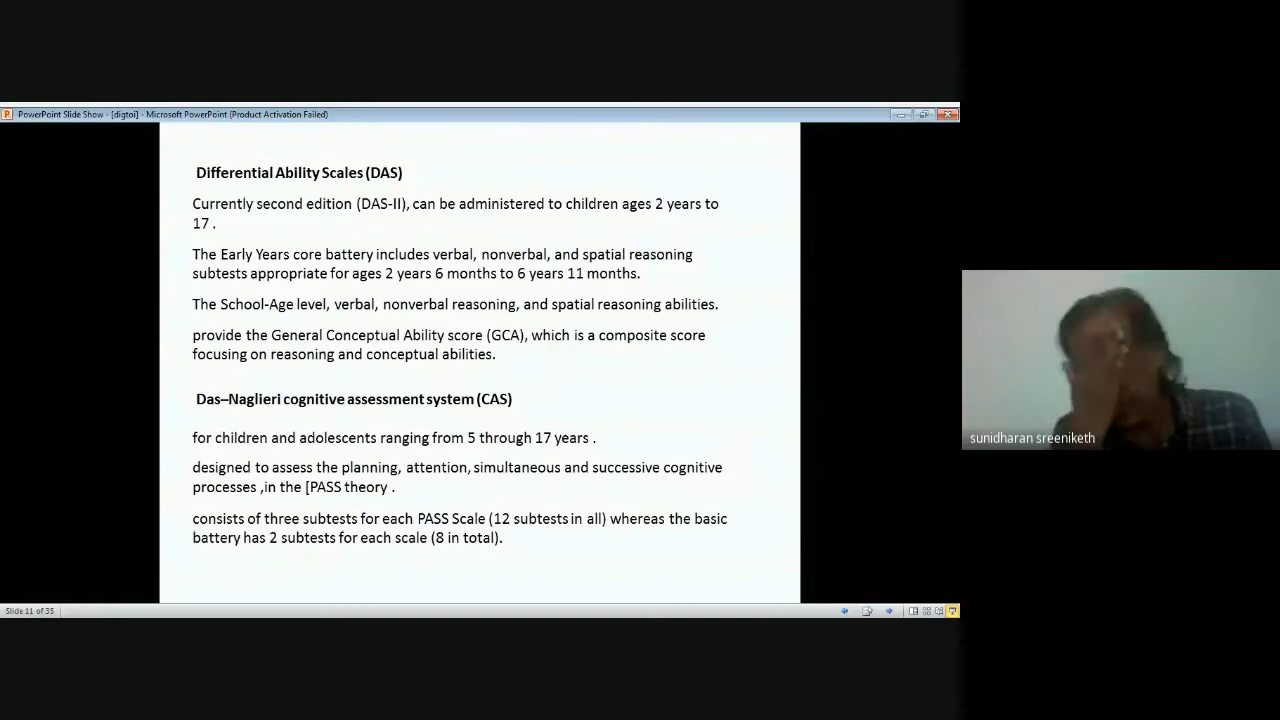 PowerPoint Slide Show - [digtoi] - Microsoft PowerPoint (Product Activation Failed)
Differential Ability Scales (DAS)
Currently second edition (DAS-II), can be administered to children ages 2 years to
17 .
The Early Years core battery includes verbal, nonverbal, and spatial reasoning
subtests appropriate for ages 2 years 6 months to 6 years 11 months.
The School-Age level, verbal, nonverbal reasoning, and spatial reasoning abilities.
provide the General Conceptual Ability score (GCA), which is a composite score
focusing on reasoning and conceptual abilities.
Das–Naglieri cognitive assessment system (CAS)
for children and adolescents ranging from 5 through 17 years .
designed to assess the planning, attention, simultaneous and successive cognitive
processes ,in the [PASS theory .
consists of three subtests for each PASS Scale (12 subtests in all) whereas the basic
battery has 2 subtests for each scale (8 in total).
Slide 11 of 35
sunidharan sreeniketh